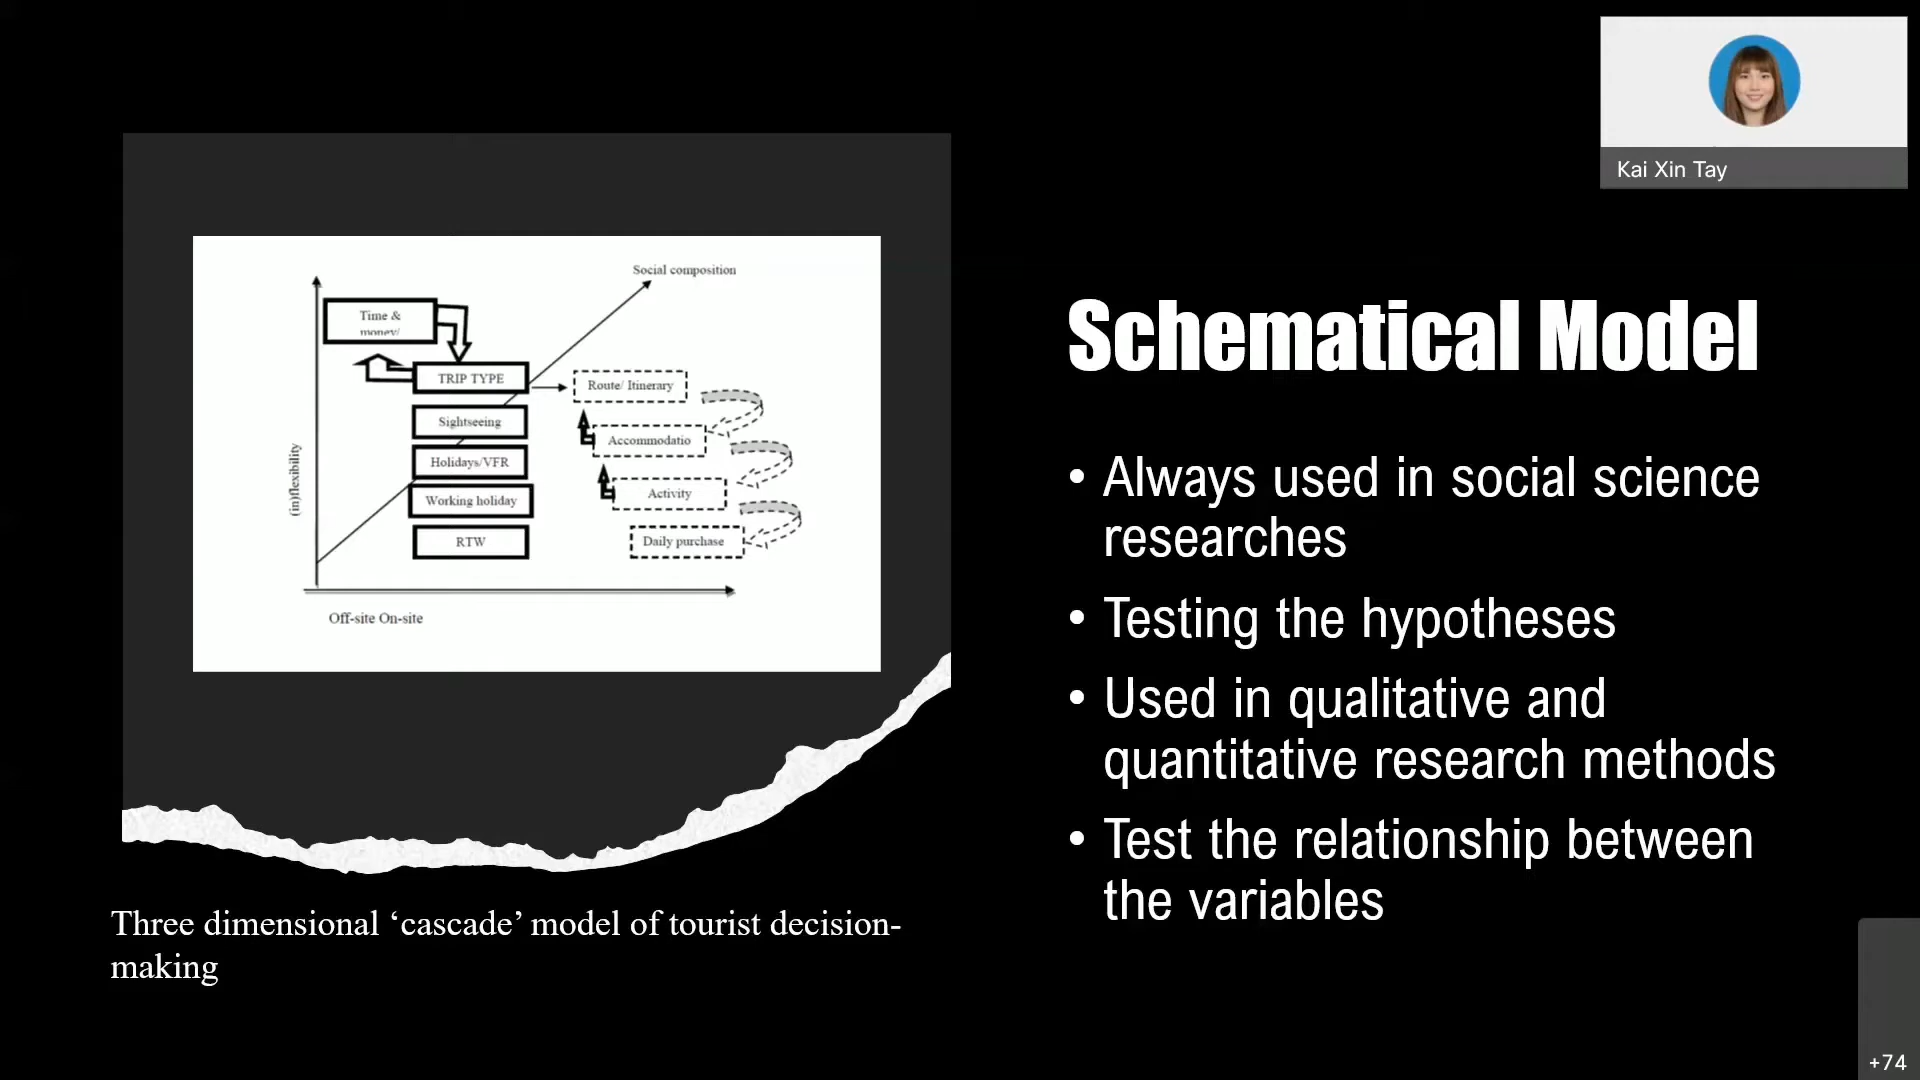 Kai Xin Tay
Social composition
Time &
money/
TRIP TYPE
Route/ Itinerary
Sightseeing
Accommodatio
Holidays/VFR
Activity
Working holiday
RTW
Daily purchase
(in)flexibility
Off-site On-site
Three dimensional ‘cascade’ model of tourist decision-
making
Schematical Model
• Always used in social science
researches
• Testing the hypotheses
• Used in qualitative and
quantitative research methods
• Test the relationship between
the variables
+74